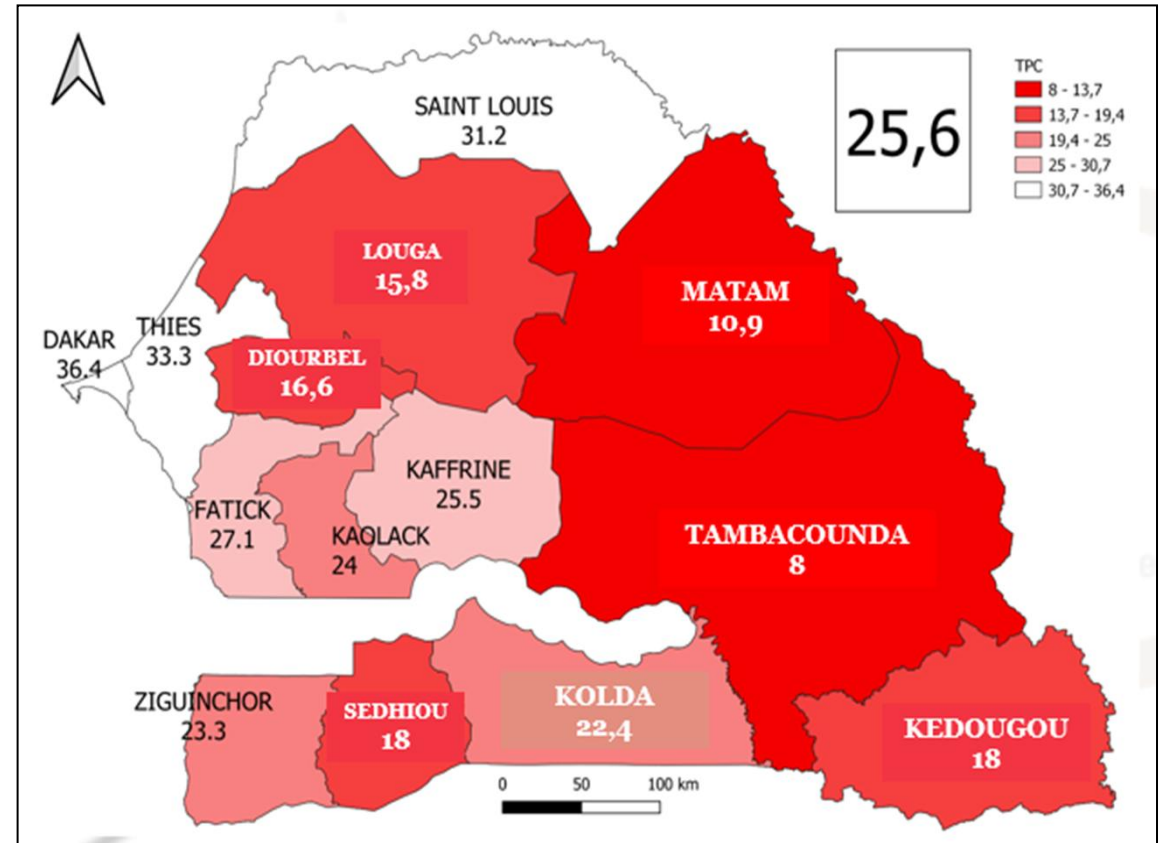 SAINT LOUIS
31.2
25,6
TPC
8 - 13,7
13,7 - 19,4
19,4 - 25
25 - 30,7
30,7 - 36,4
LOUGA
15,8
MATAM
10,9
DAKAR
36.4
THIES
33.3
DIOURBEL
16,6
FATICK
27.1
KAOLACK
24
KAFFRINE
25.5
TAMBACOUNDA
8
ZIGUINCHOR
23.3
SEDHIOU
18
KOLDA
22,4
KEDOUGOU
18
0 50 100 km